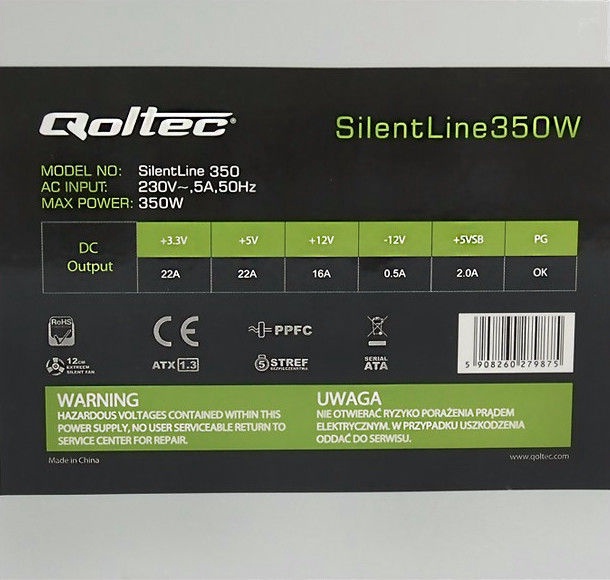 Qoltec®
SilentLine350W
MODEL NO: SilentLine 350
AC INPUT: 230V~,5A,50Hz
MAX POWER: 350W
DC Output +3.3V +5V +12V -12V +5VSB PG
22A 22A 16A 0.5A 2.0A OK
RoHS CE PPFC
12CM
EXTREEM
SILENT FAN
ATX 1.3
5 STREF
BEZPIECZEŃSTWA
SERIAL
ATA
5 908260 279875
WARNING
HAZARDOUS VOLTAGES CONTAINED WITHIN THIS
POWER SUPPLY, NO USER SERVICEABLE RETURN TO
SERVICE CENTER FOR REPAIR.
UWAGA
NIE OTWIERAĆ RYZYKO PORAŻENIA PRĄDEM
ELEKTRYCZNYM. W PRZYPADKU USZKODZENIA
ODDAĆ DO SERWISU.
Made in China
www.qoltec.com